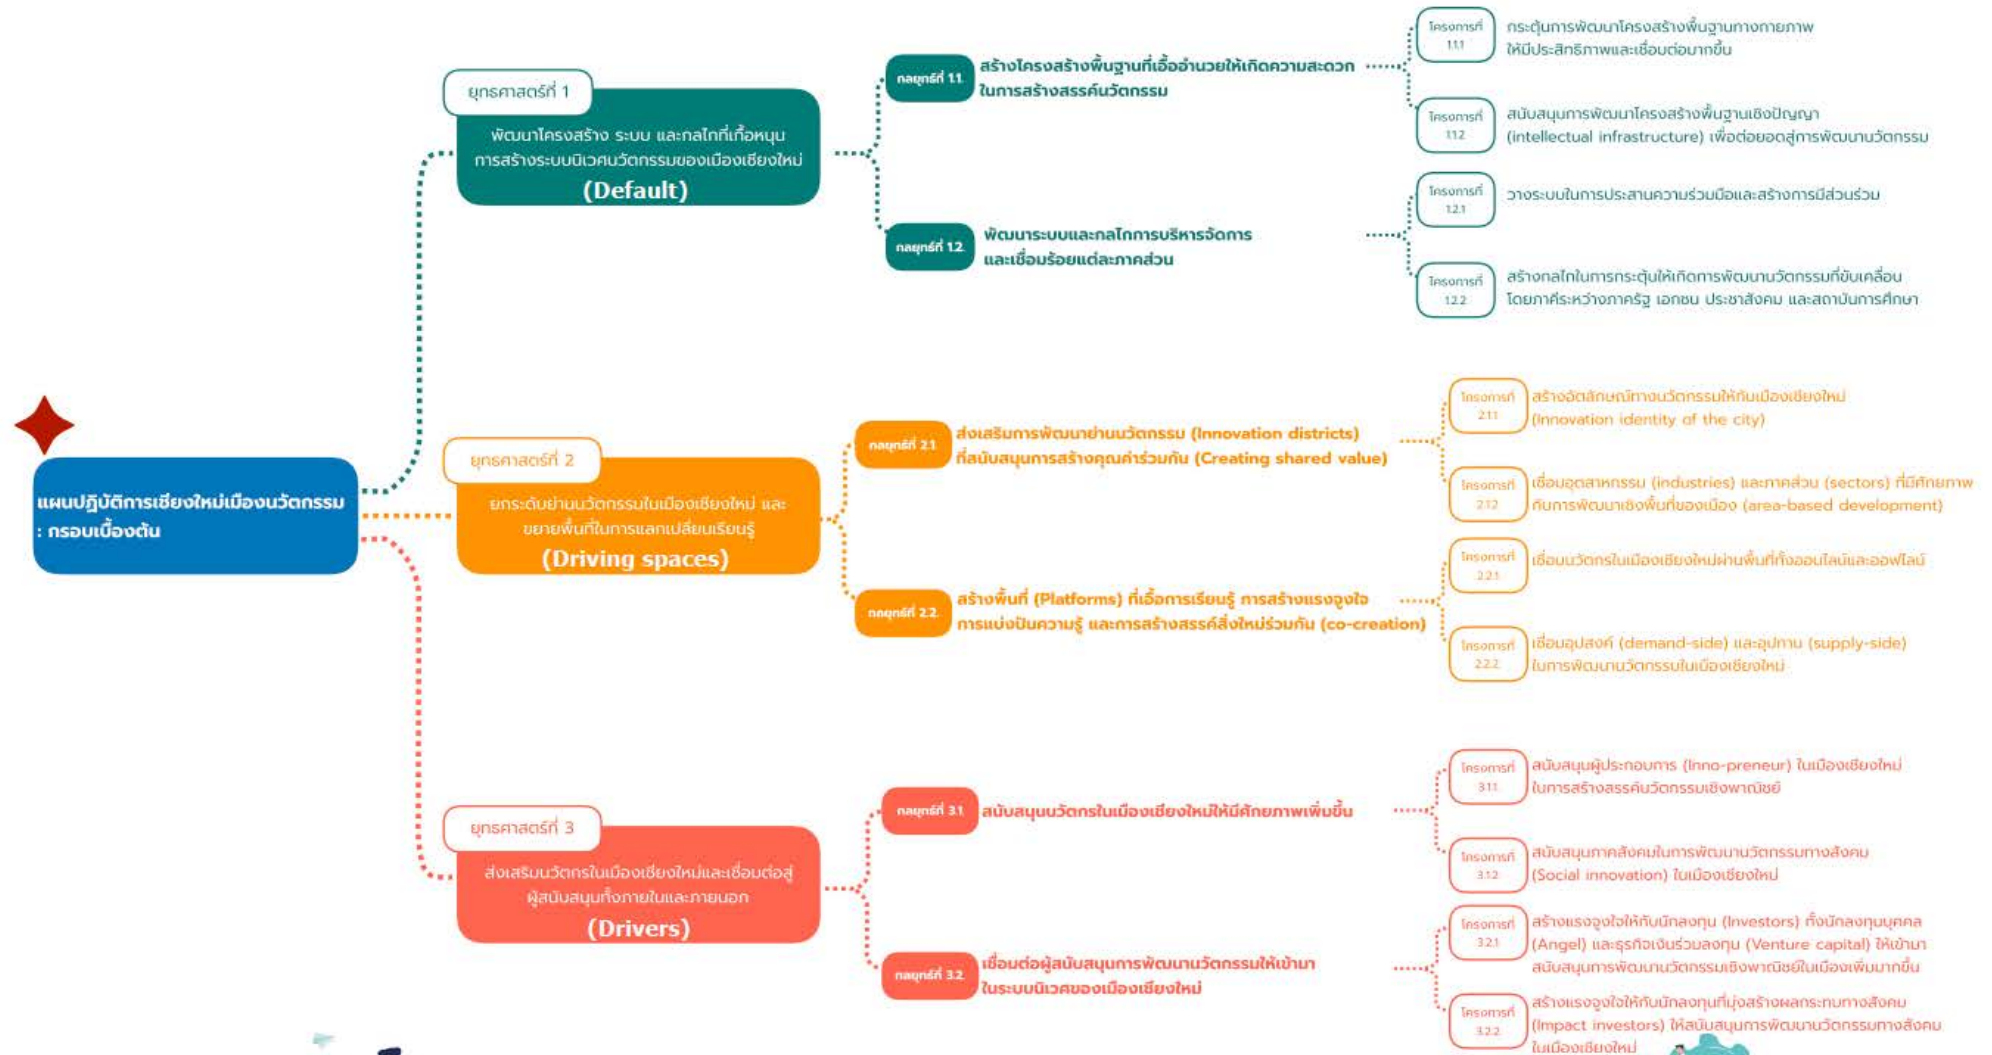 แผนปฏิบัติการเชียงใหม่เมืองนวัตกรรม
: กรอบเบื้องต้น
ยุทธศาสตร์ที่ 1
พัฒนาโครงสร้าง ระบบ และกลไกที่เกื้อหนุน
การสร้างระบบนิเวศนวัตกรรมของเมืองเชียงใหม่
(Default)
กลยุทธ์ที่ 1.1.
สร้างโครงสร้างพื้นฐานที่เอื้ออำนวยให้เกิดความสะดวก
ในการสร้างสรรค์นวัตกรรม
โครงการที่
1.1.1
กระตุ้นการพัฒนาโครงสร้างพื้นฐานทางกายภาพ
ให้มีประสิทธิภาพและเชื่อมต่อมากขึ้น
โครงการที่
1.1.2
สนับสนุนการพัฒนาโครงสร้างพื้นฐานเชิงปัญญา
(intellectual infrastructure) เพื่อต่อยอดสู่การพัฒนานวัตกรรม
กลยุทธ์ที่ 1.2.
พัฒนาระบบและกลไกการบริหารจัดการ
และเชื่อมร้อยแต่ละภาคส่วน
โครงการที่
1.2.1
วางระบบในการประสานความร่วมมือและสร้างการมีส่วนร่วม
โครงการที่
1.2.2
สร้างกลไกในการกระตุ้นให้เกิดการพัฒนานวัตกรรมที่ขับเคลื่อน
โดยภาคีระหว่างภาครัฐ เอกชน ประชาสังคม และสถาบันการศึกษา
ยุทธศาสตร์ที่ 2
ยกระดับย่านนวัตกรรมในเมืองเชียงใหม่ และ
ขยายพื้นที่ในการแลกเปลี่ยนเรียนรู้
(Driving spaces)
กลยุทธ์ที่ 2.1.
ส่งเสริมการพัฒนาย่านนวัตกรรม (Innovation districts)
ที่สนับสนุนการสร้างคุณค่าร่วมกัน (Creating shared value)
โครงการที่
2.1.1
สร้างอัตลักษณ์ทางนวัตกรรมให้กับเมืองเชียงใหม่
(Innovation identity of the city)
โครงการที่
2.1.2
เชื่อมอุตสาหกรรม (industries) และภาคส่วน (sectors) ที่มีศักยภาพ
กับการพัฒนาเชิงพื้นที่ของเมือง (area-based development)
กลยุทธ์ที่ 2.2.
สร้างพื้นที่ (Platforms) ที่เอื้อการเรียนรู้ การสร้างแรงจูงใจ
การแบ่งปันความรู้ และการสร้างสรรค์สิ่งใหม่ร่วมกัน (co-creation)
โครงการที่
2.2.1
เชื่อมนวัตกรในเมืองเชียงใหม่ผ่านพื้นที่ทั้งออนไลน์และออฟไลน์
โครงการที่
2.2.2
เชื่อมอุปสงค์ (demand-side) และอุปทาน (supply-side)
ในการพัฒนานวัตกรรมในเมืองเชียงใหม่
ยุทธศาสตร์ที่ 3
ส่งเสริมนวัตกรในเมืองเชียงใหม่และเชื่อมต่อสู่
ผู้สนับสนุนทั้งภายในและภายนอก
(Drivers)
กลยุทธ์ที่ 3.1.
สนับสนุนนวัตกรในเมืองเชียงใหม่ให้มีศักยภาพเพิ่มขึ้น
โครงการที่
3.1.1
สนับสนุนผู้ประกอบการ (Inno-preneur) ในเมืองเชียงใหม่
ในการสร้างสรรค์นวัตกรรมเชิงพาณิชย์
โครงการที่
3.1.2
สนับสนุนภาคสังคมในการพัฒนานวัตกรรมทางสังคม
(Social innovation) ในเมืองเชียงใหม่
กลยุทธ์ที่ 3.2.
เชื่อมต่อผู้สนับสนุนการพัฒนานวัตกรรมให้เข้ามา
ในระบบนิเวศของเมืองเชียงใหม่
โครงการที่
3.2.1
สร้างแรงจูงใจให้กับนักลงทุน (Investors) ทั้งนักลงทุนบุคคล
(Angel) และธุรกิจเงินร่วมลงทุน (Venture capital) ให้เข้ามา
สนับสนุนการพัฒนานวัตกรรมเชิงพาณิชย์ในเมืองเพิ่มมากขึ้น
โครงการที่
3.2.2
สร้างแรงจูงใจให้กับนักลงทุนที่มุ่งสร้างผลกระทบทางสังคม
(Impact investors) ให้สนับสนุนการพัฒนานวัตกรรมทางสังคม
ในเมืองเชียงใหม่